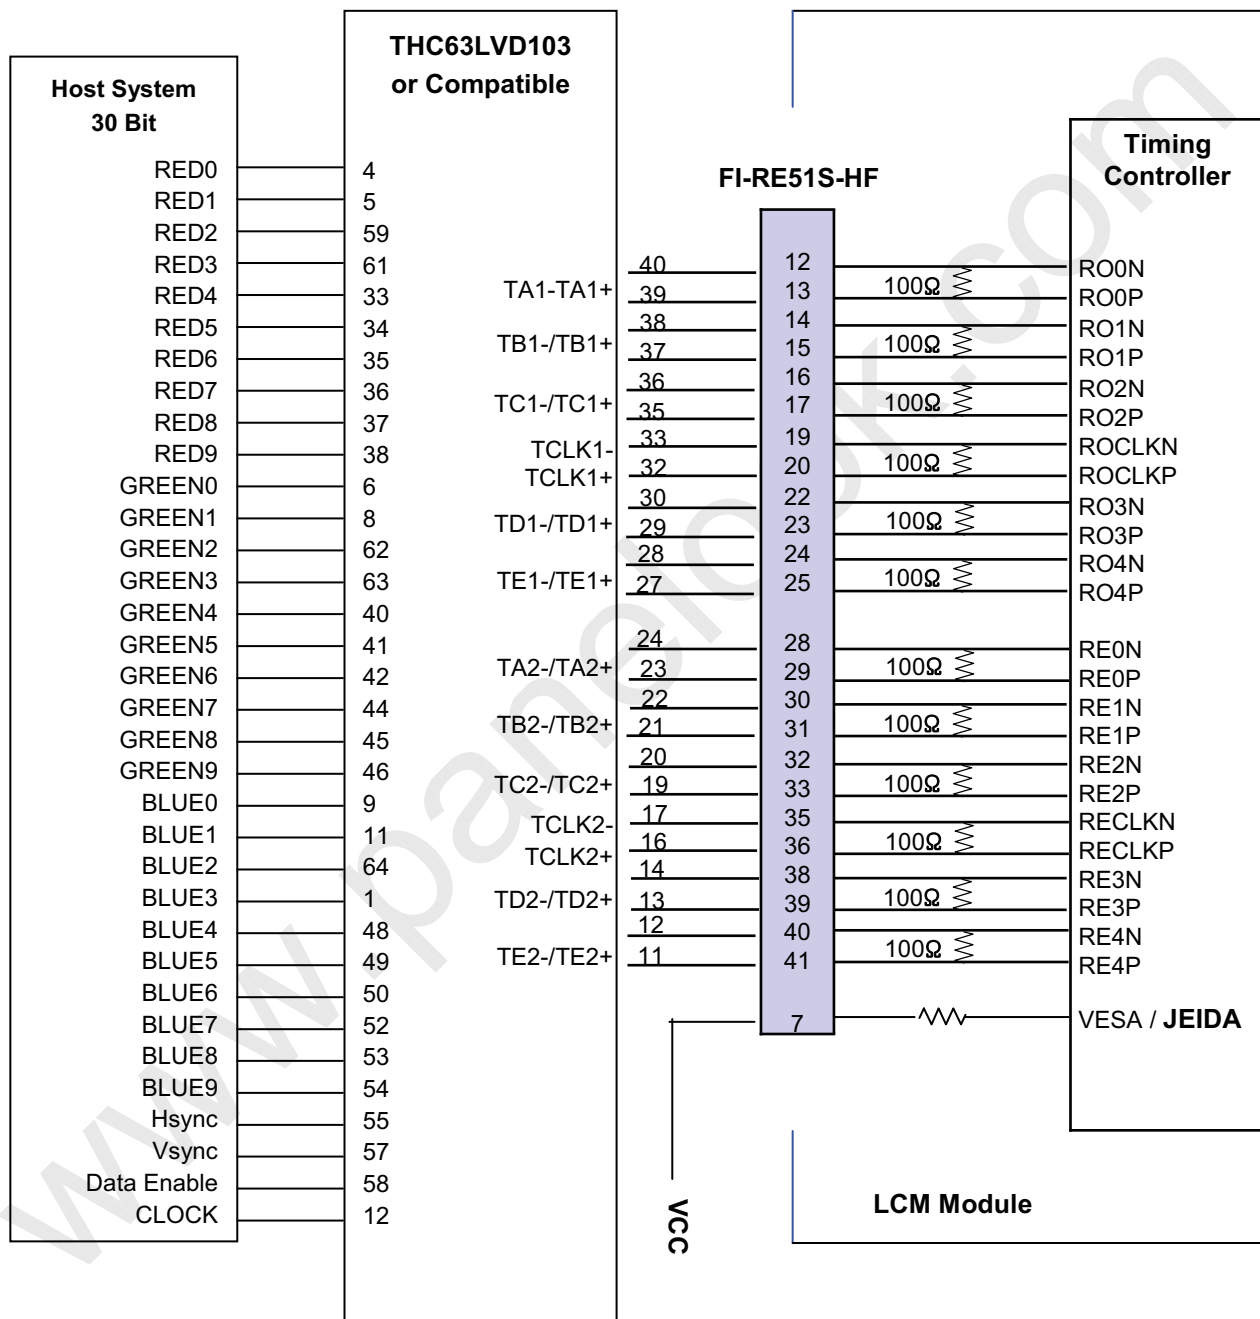 THC63LVD103
or Compatible
Host System
30 Bit
Timing
Controller
FI-RE51S-HF
RED0 4
RED1 5
RED2 59
RED3 61
RED4 33
RED5 34
RED6 35
RED7 36
RED8 37
RED9 38
GREEN0 6
GREEN1 8
GREEN2 62
GREEN3 63
GREEN4 40
GREEN5 41
GREEN6 42
GREEN7 44
GREEN8 45
GREEN9 46
BLUE0 9
BLUE1 11
BLUE2 64
BLUE3 1
BLUE4 48
BLUE5 49
BLUE6 50
BLUE7 52
BLUE8 53
BLUE9 54
Hsync 55
Vsync 57
Data Enable 58
CLOCK 12
40 12 RO0N
TA1-TA1+ 100Ω
39 13 RO0P
38 14 RO1N
TB1-/TB1+ 100Ω
37 15 RO1P
36 16 RO2N
TC1-/TC1+ 100Ω
35 17 RO2P
TCLK1- 33 19 ROCLKN
100Ω
TCLK1+ 32 20 ROCLKP
30 22 RO3N
TD1-/TD1+ 100Ω
29 23 RO3P
28 24 RO4N
TE1-/TE1+ 100Ω
27 25 RO4P
24 28 RE0N
TA2-/TA2+ 100Ω
23 29 RE0P
22 30 RE1N
TB2-/TB2+ 100Ω
21 31 RE1P
20 32 RE2N
TC2-/TC2+ 100Ω
19 33 RE2P
TCLK2- 17 35 RECLKN
100Ω
TCLK2+ 16 36 RECLKP
14 38 RE3N
TD2-/TD2+ 100Ω
13 39 RE3P
12 40 RE4N
TE2-/TE2+ 100Ω
11 41 RE4P
7 VESA / JEIDA
VCC
LCM Module
www.panelook.com